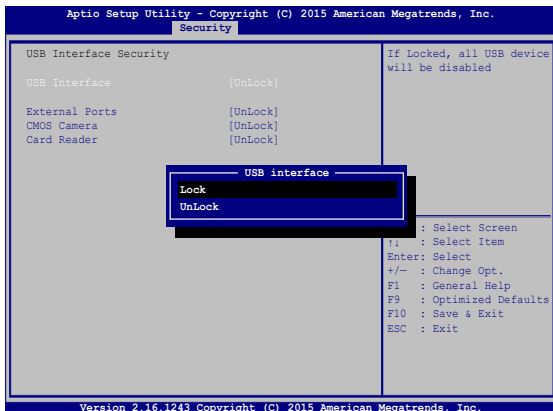 Aptio Setup Utility - Copyright (C) 2015 American Megatrends, Inc.
Security
USB Interface Security
USB Interface [UnLock]
External Ports [UnLock]
CMOS Camera [UnLock]
Card Reader [UnLock]
If Locked, all USB device
will be disabled
USB interface
Lock
UnLock
: Select Screen
↑↓ : Select Item
Enter: Select
+/— : Change Opt.
F1 : General Help
F9 : Optimized Defaults
F10 : Save & Exit
ESC : Exit
Version 2.16.1243 Copyright (C) 2015 American Megatrends, Inc.